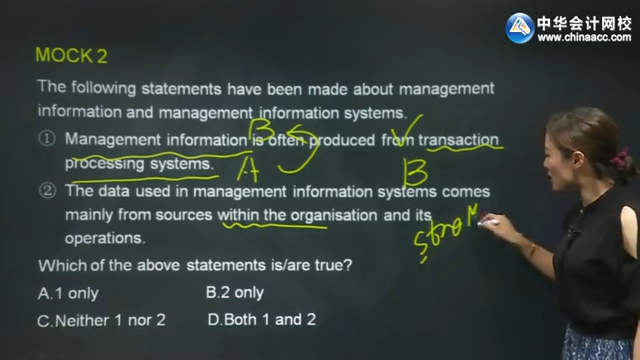 中华会计网校
www.chinaacc.com
MOCK 2
The following statements have been made about management
information and management information systems.
① Management information is often produced from transaction
processing systems.
② The data used in management information systems comes
mainly from sources within the organisation and its
operations.
Which of the above statements is/are true?
A.1 only B.2 only
C.Neither 1 nor 2 D.Both 1 and 2
B
A
B